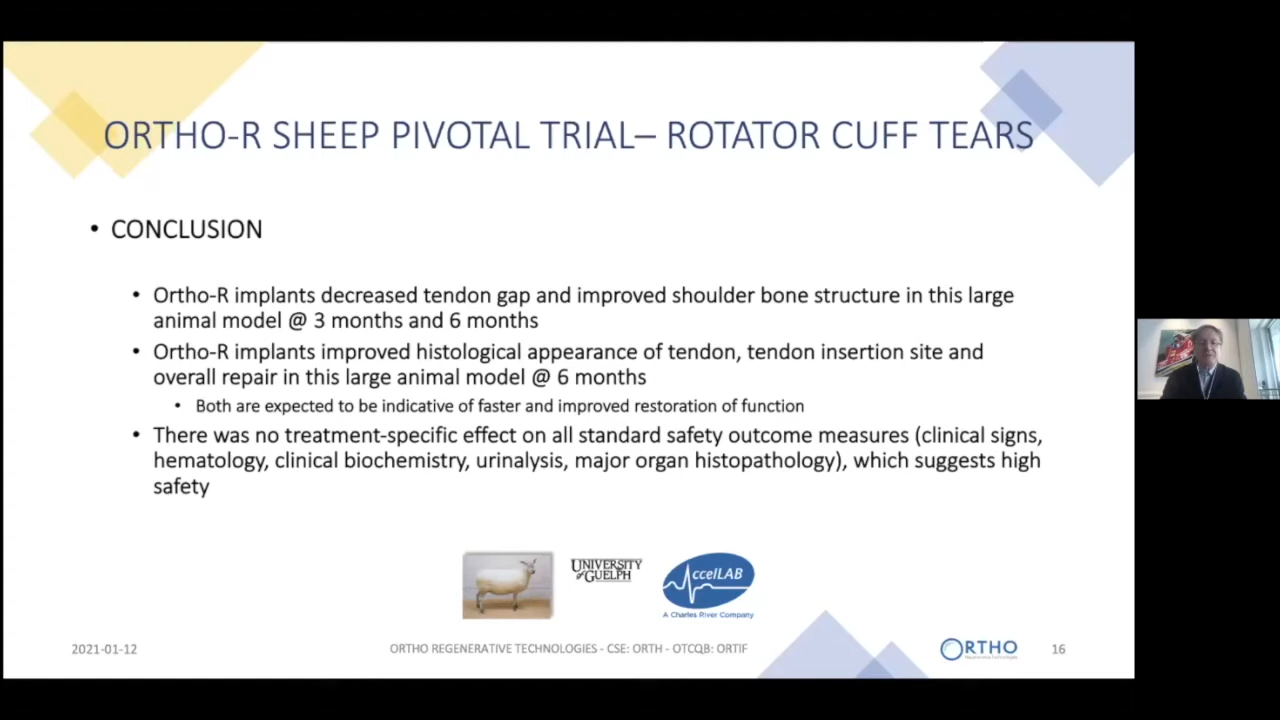 ORTHO-R SHEEP PIVOTAL TRIAL– ROTATOR CUFF TEARS
• CONCLUSION
• Ortho-R implants decreased tendon gap and improved shoulder bone structure in this large
animal model @ 3 months and 6 months
• Ortho-R implants improved histological appearance of tendon, tendon insertion site and
overall repair in this large animal model @ 6 months
• Both are expected to be indicative of faster and improved restoration of function
• There was no treatment-specific effect on all standard safety outcome measures (clinical signs,
hematology, clinical biochemistry, urinalysis, major organ histopathology), which suggests high
safety
UNIVERSITY
of GUELPH
ccelLAB
A Charles River Company
2021-01-12
ORTHO REGENERATIVE TECHNOLOGIES - CSE: ORTH - OTCQB: ORTIF
ORTHO
Regenerative Technologies
16